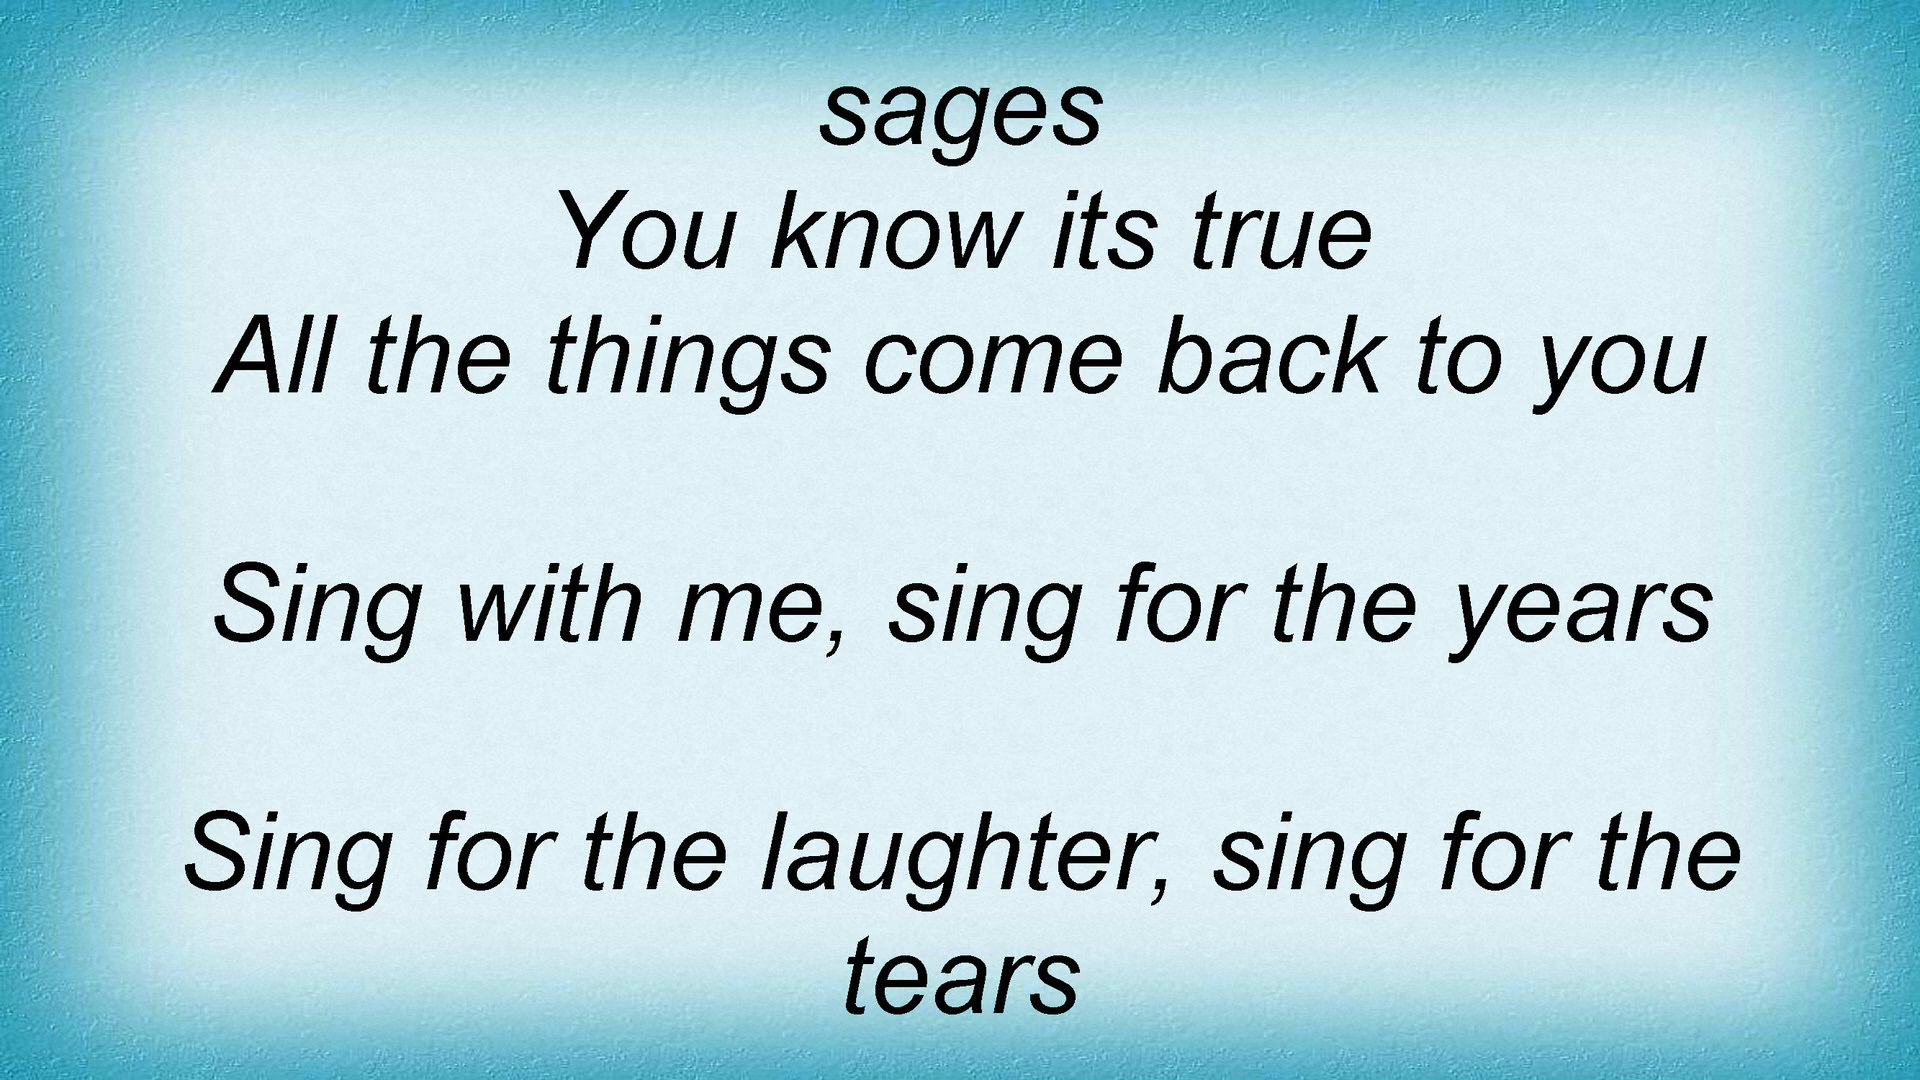 sages
You know its true
All the things come back to you
Sing with me, sing for the years
Sing for the laughter, sing for the
tears